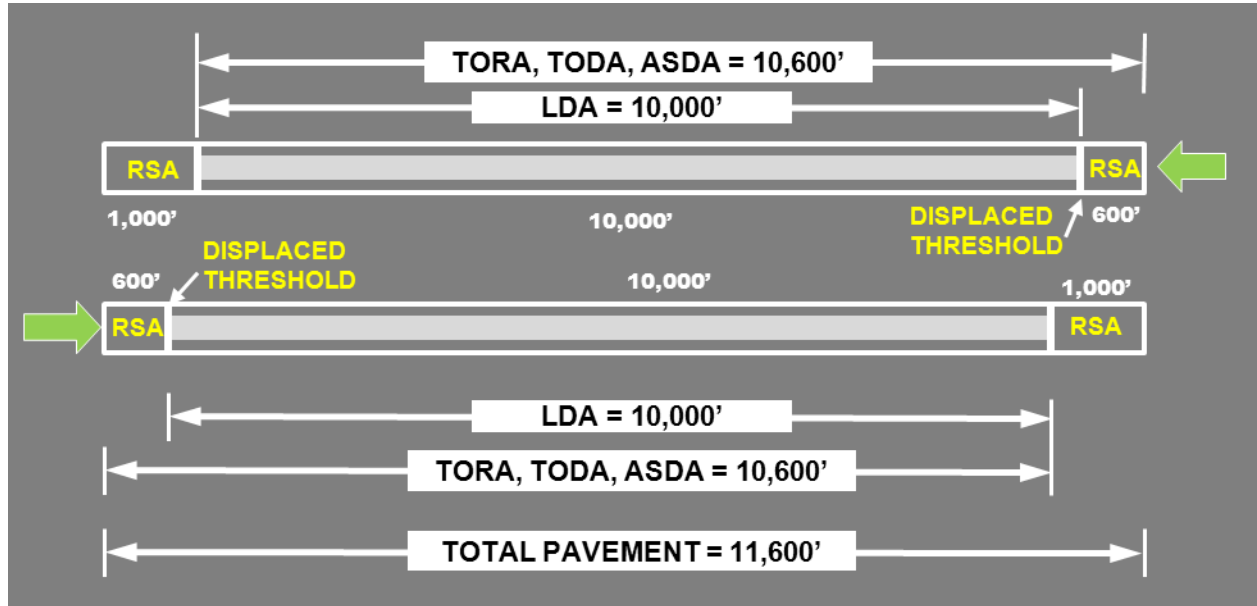 TORA, TODA, ASDA = 10,600’
LDA = 10,000’
RSA
RSA
1,000’
10,000’
DISPLACED
THRESHOLD
600’
600’
DISPLACED
THRESHOLD
10,000’
1,000’
RSA
RSA
LDA = 10,000’
TORA, TODA, ASDA = 10,600’
TOTAL PAVEMENT = 11,600’